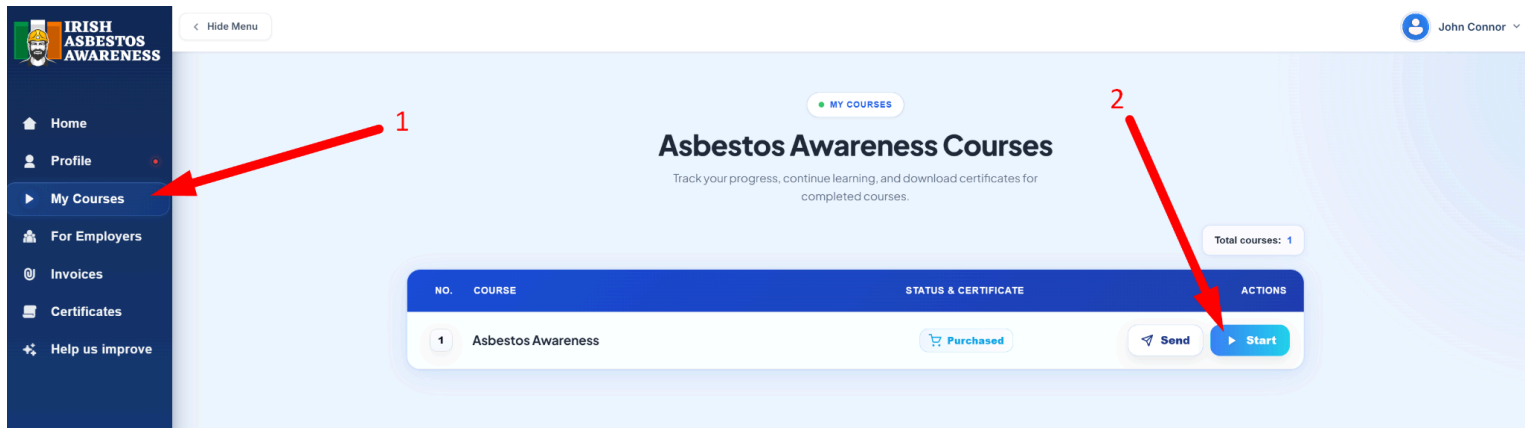 IRISH
ASBESTOS
AWARENESS
Hide Menu
John Connor
Home
Profile
My Courses
For Employers
Invoices
Certificates
Help us improve
1
2
MY COURSES
Asbestos Awareness Courses
Track your progress, continue learning, and download certificates for
completed courses.
Total courses: 1
NO. COURSE STATUS & CERTIFICATE ACTIONS
1 Asbestos Awareness Purchased Send Start